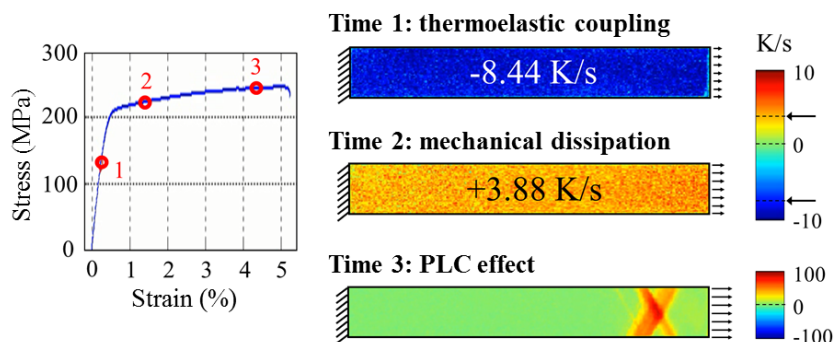 Time 1: thermoelastic coupling
-8.44 K/s
K/s
10
0
-10
Time 2: mechanical dissipation
+3.88 K/s
Time 3: PLC effect
100
0
-100
Stress (MPa)
300
200
100
0
1
2
3
0 1 2 3 4 5
Strain (%)